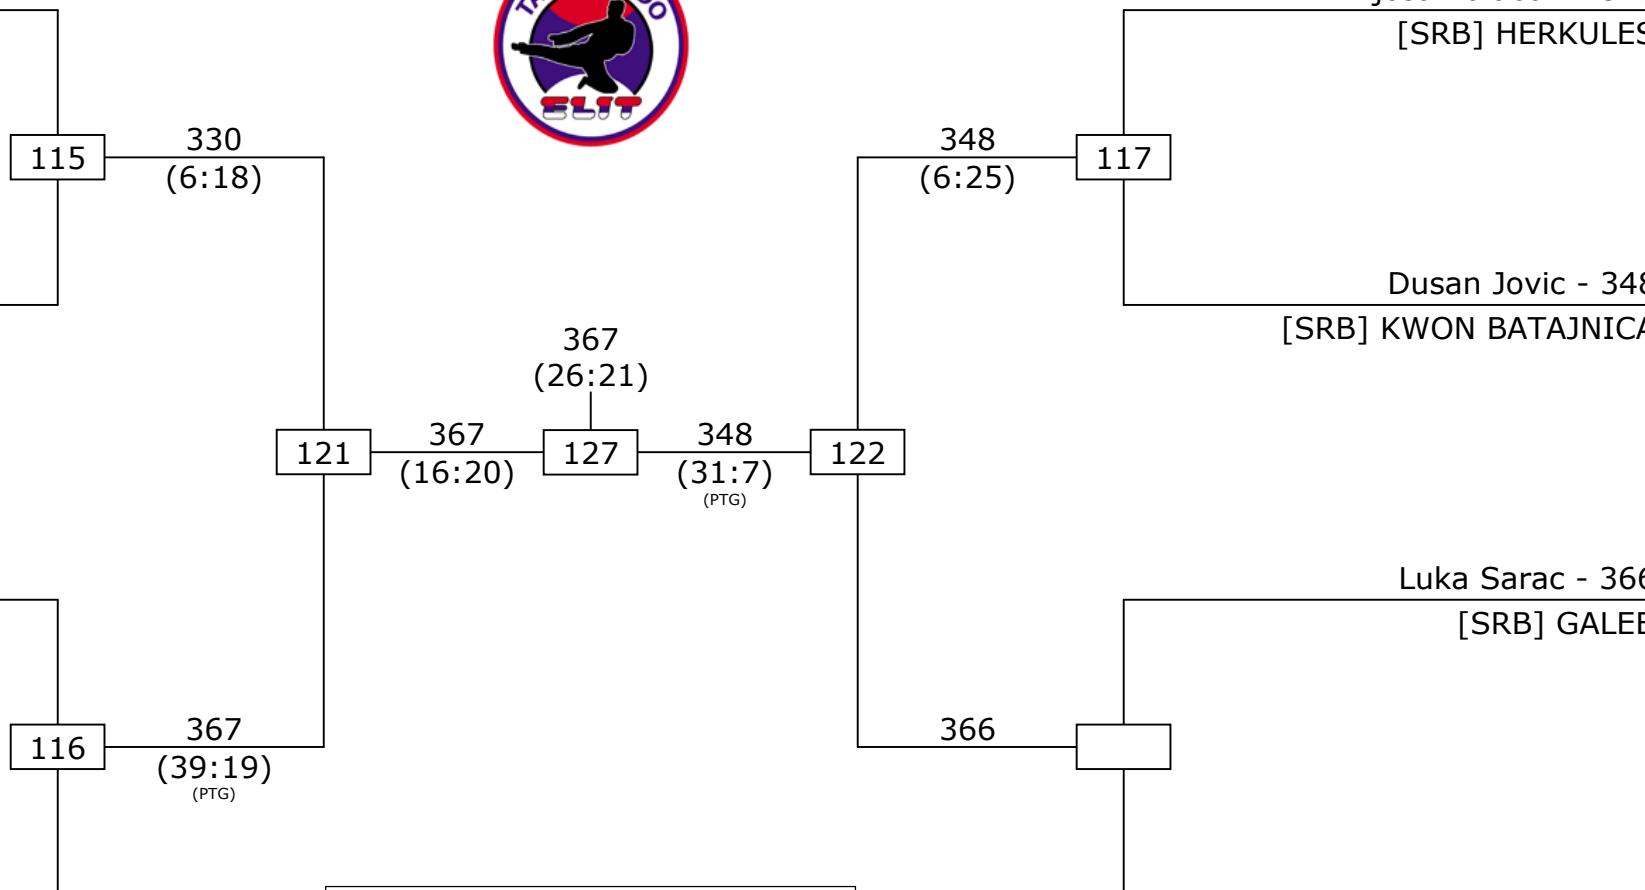 ELIT
[SRB] HERKULES
115
330
(6:18)
348
(6:25)
117
Dusan Jovic - 348
[SRB] KWON BATAJNICA
367
(26:21)
121
367
(16:20)
127
348
(31:7)
(PTG)
122
Luka Sarac - 366
[SRB] GALEB
116
367
(39:19)
(PTG)
366